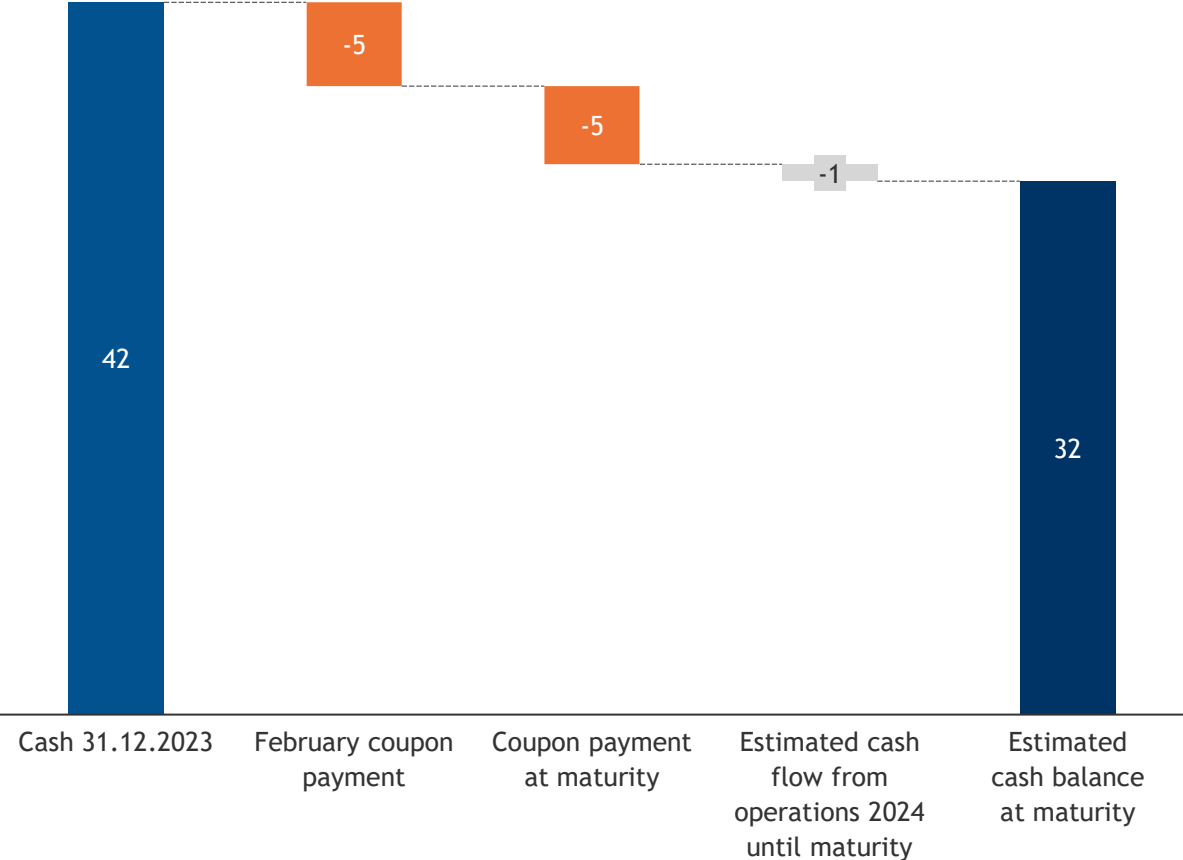 -5
-5
-1
42
32
Cash 31.12.2023
February coupon
payment
Coupon payment
at maturity
Estimated cash
flow from
operations 2024
until maturity
Estimated
cash balance
at maturity